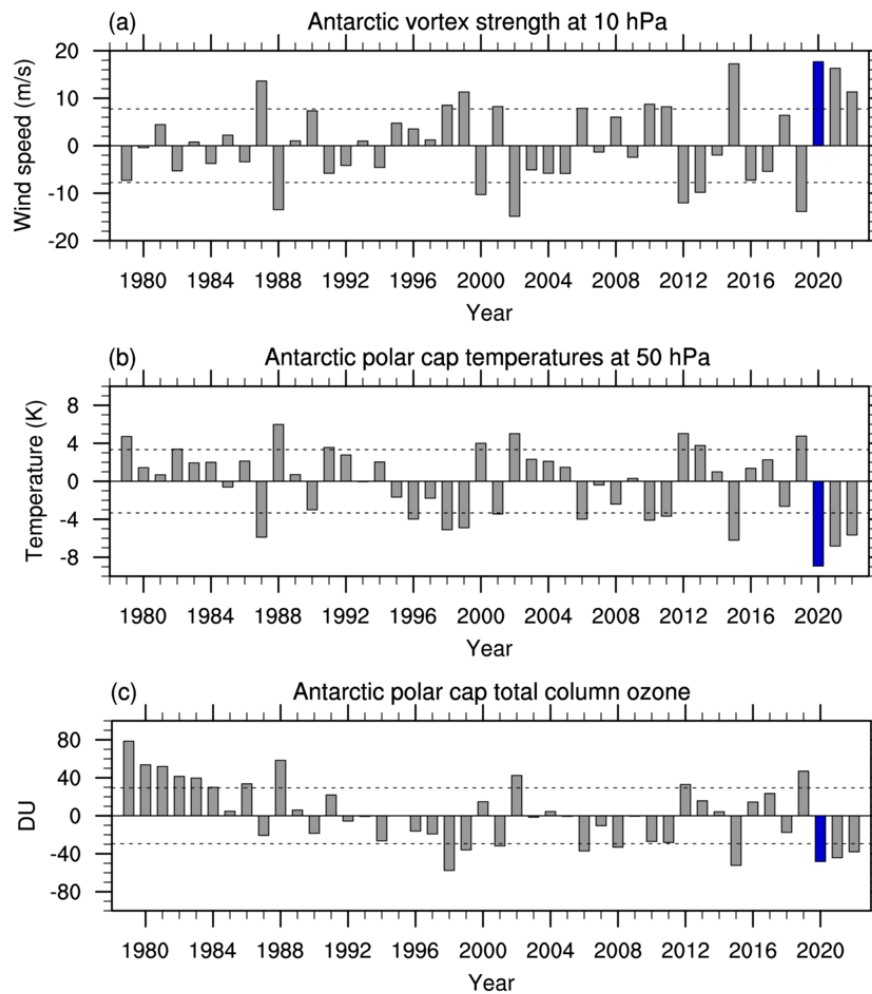 (a) Antarctic vortex strength at 10 hPa
Wind speed (m/s)
20
10
0
-10
-20
1980 1984 1988 1992 1996 2000 2004 2008 2012 2016 2020
Year
(b) Antarctic polar cap temperatures at 50 hPa
Temperature (K)
8
4
0
-4
-8
1980 1984 1988 1992 1996 2000 2004 2008 2012 2016 2020
Year
(c) Antarctic polar cap total column ozone
DU
80
40
0
-40
-80
1980 1984 1988 1992 1996 2000 2004 2008 2012 2016 2020
Year